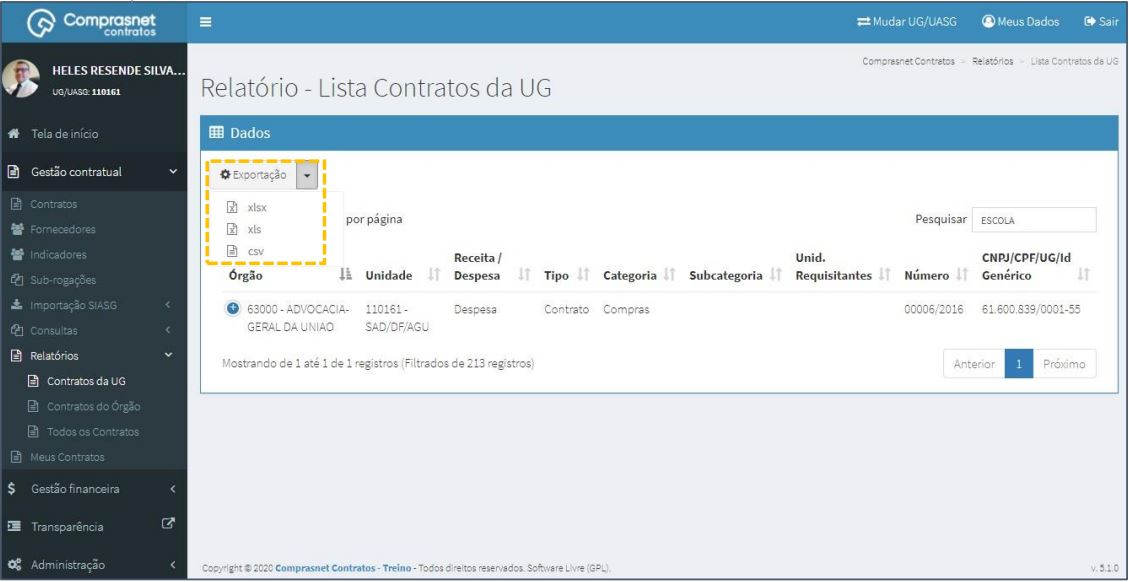 Comprasnet
contratos
Mudar UG/UASG
Meus Dados
Sair
HELES RESENDE SILVA...
UG/UASG: 110161
Tela de início
Gestão contratual
Contratos
Fornecedores
Indicadores
Sub-rogações
Importação SIASG
Consultas
Relatórios
Contratos da UG
Contratos do Órgão
Todos os Contratos
Meus Contratos
Gestão financeira
Transparência
Administração
Comprasnet Contratos > Relatórios > Lista Contratos da UG
Relatório - Lista Contratos da UG
Dados
Exportação
xlsx
xls
csv
por página
Pesquisar ESCOLA
Órgão Unidade Receita / Despesa Tipo Categoria Subcategoria Unid. Requisitantes Número CNPJ/CPF/UG/Id Genérico
63000 - ADVOCACIA- 110161 - Despesa Contrato Compras 00006/2016 61.600.839/0001-55
GERAL DA UNIAO SAD/DF/AGU
Mostrando de 1 até 1 de 1 registros (Filtrados de 213 registros)
Anterior 1 Próximo
Copyright © 2020 Comprasnet Contratos - Treino - Todos direitos reservados. Software Livre (GPL).
v. 5.1.0